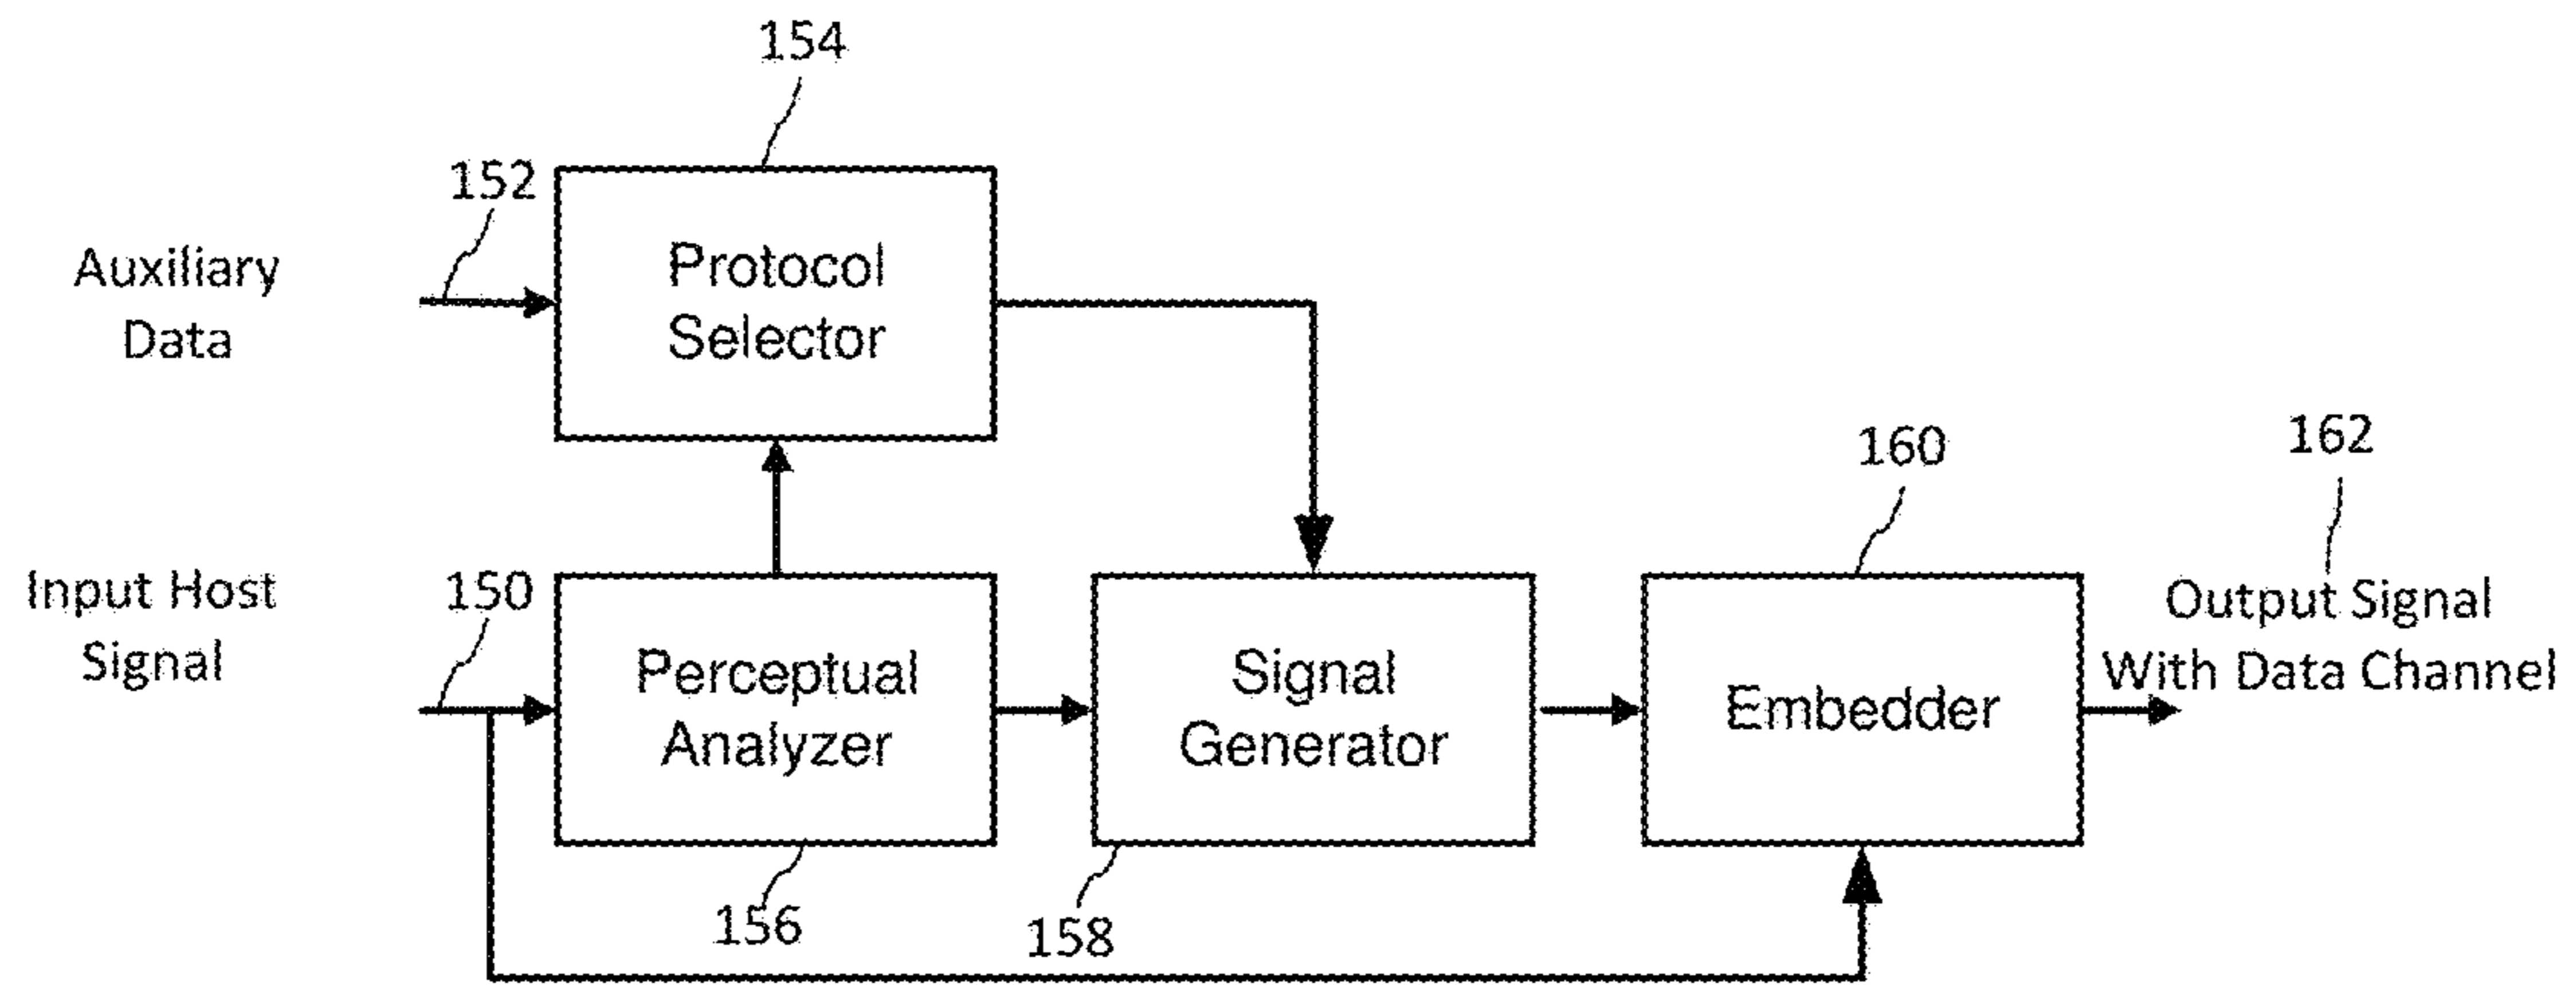 154
152
Auxiliary
Data
Protocol
Selector
160
162
Input Host
Signal
150
Perceptual
Analyzer
Signal
Generator
Embedder
Output Signal
With Data Channel
156
158